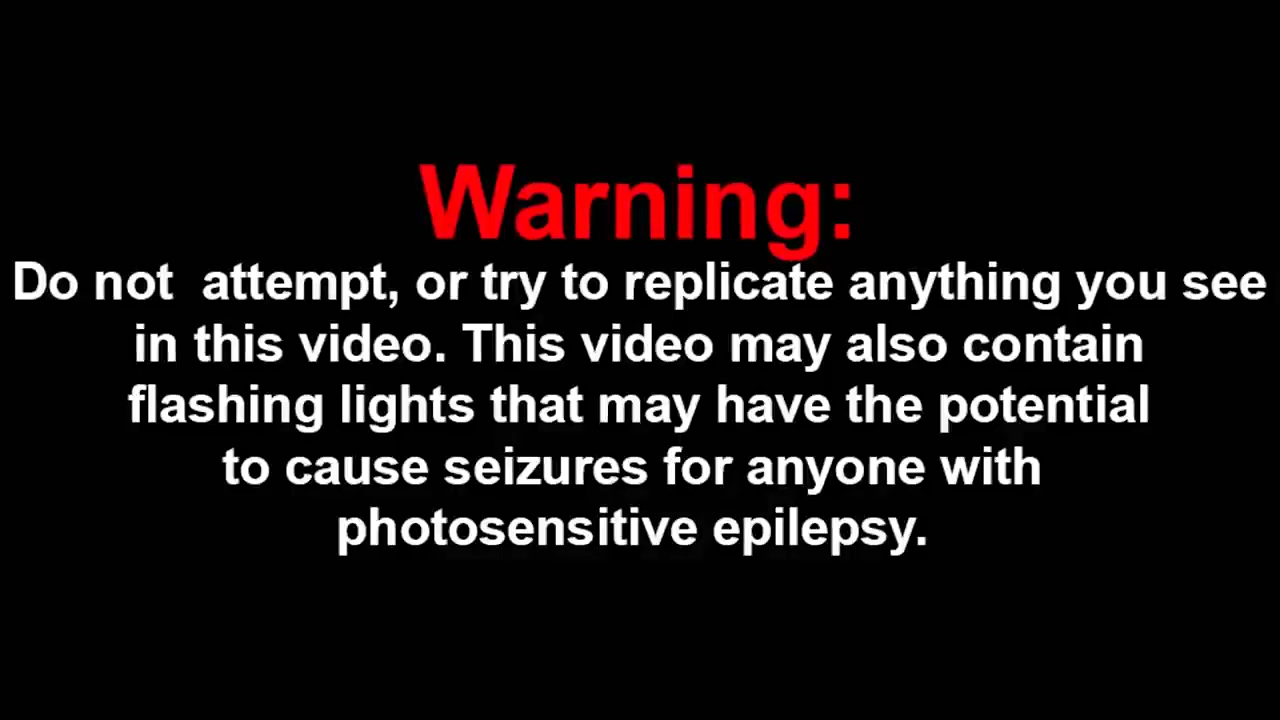 Warning:
Do not  attempt, or try to replicate anything you see
in this video. This video may also contain
flashing lights that may have the potential
to cause seizures for anyone with
photosensitive epilepsy.